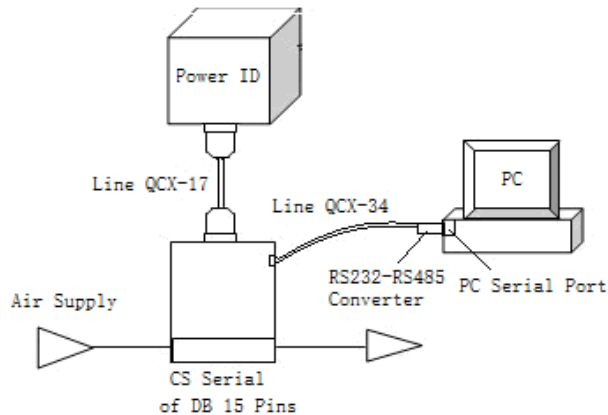 Power ID
Line QCX-17
Line QCX-34
PC
RS232-RS485
Converter
PC Serial Port
Air Supply
CS Serial
of DB 15 Pins